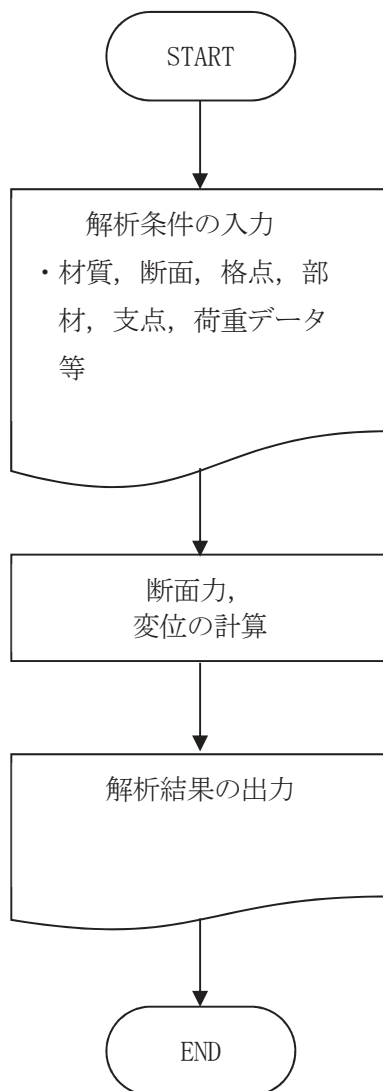 START
解析条件の入力
・材質，断面，格点，部
材，支点，荷重データ
等
断面力，
変位の計算
解析結果の出力
END